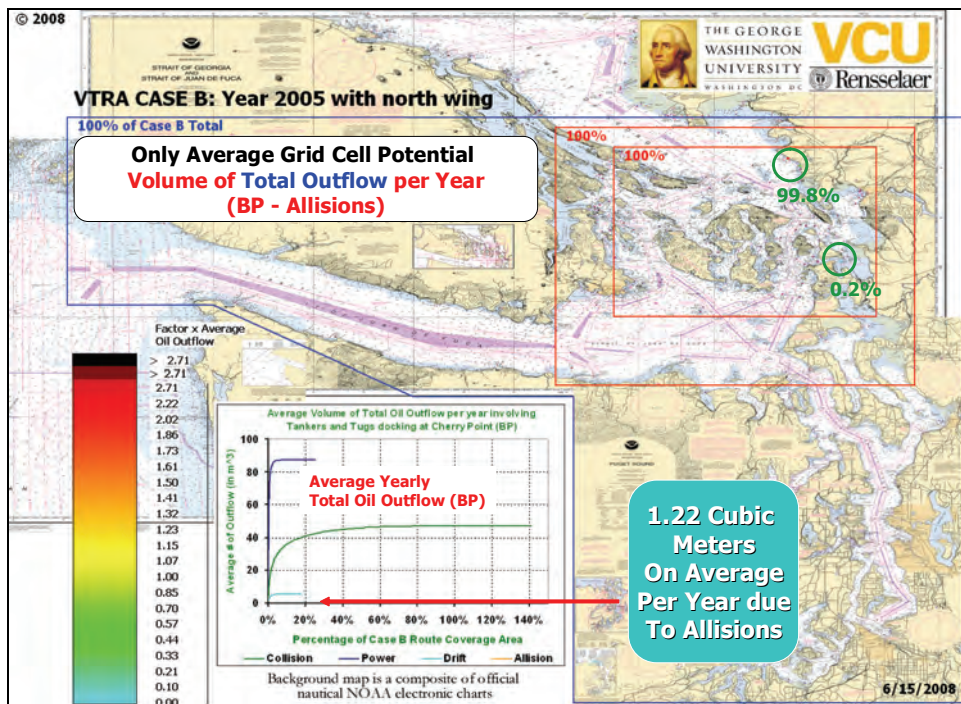 © 2008
STRAIT OF GEORGIA
AND
STRAIT OF JUAN DE FUCA
THE GEORGE
WASHINGTON
UNIVERSITY
WASHINGTON DC
VCU
Rensselaer
VTRA CASE B: Year 2005 with north wing
100% of Case B Total
Only Average Grid Cell Potential
Volume of Total Outflow per Year
(BP - Allisions)
100%
100%
99.8%
0.2%
Factor x Average
Oil Outflow
> 2.71
> 2.71
2.71
2.22
2.02
1.86
1.73
1.61
1.50
1.41
1.32
1.23
1.15
1.07
1.00
0.85
0.70
0.57
0.44
0.33
0.21
0.10
0.00
Average Volume of Total Oil Outflow per year involving
Tankers and Tugs docking at Cherry Point (BP)
Average # of Outflow (in m^3)
100
80
60
40
20
0
Average Yearly
Total Oil Outflow (BP)
0% 20% 40% 60% 80% 100% 120% 140%
Percentage of Case B Route Coverage Area
Collision Power Drift Allision
Background map is a composite of official
nautical NOAA electronic charts
PUGET SOUND
1.22 Cubic
Meters
On Average
Per Year due
To Allisions
6/15/2008